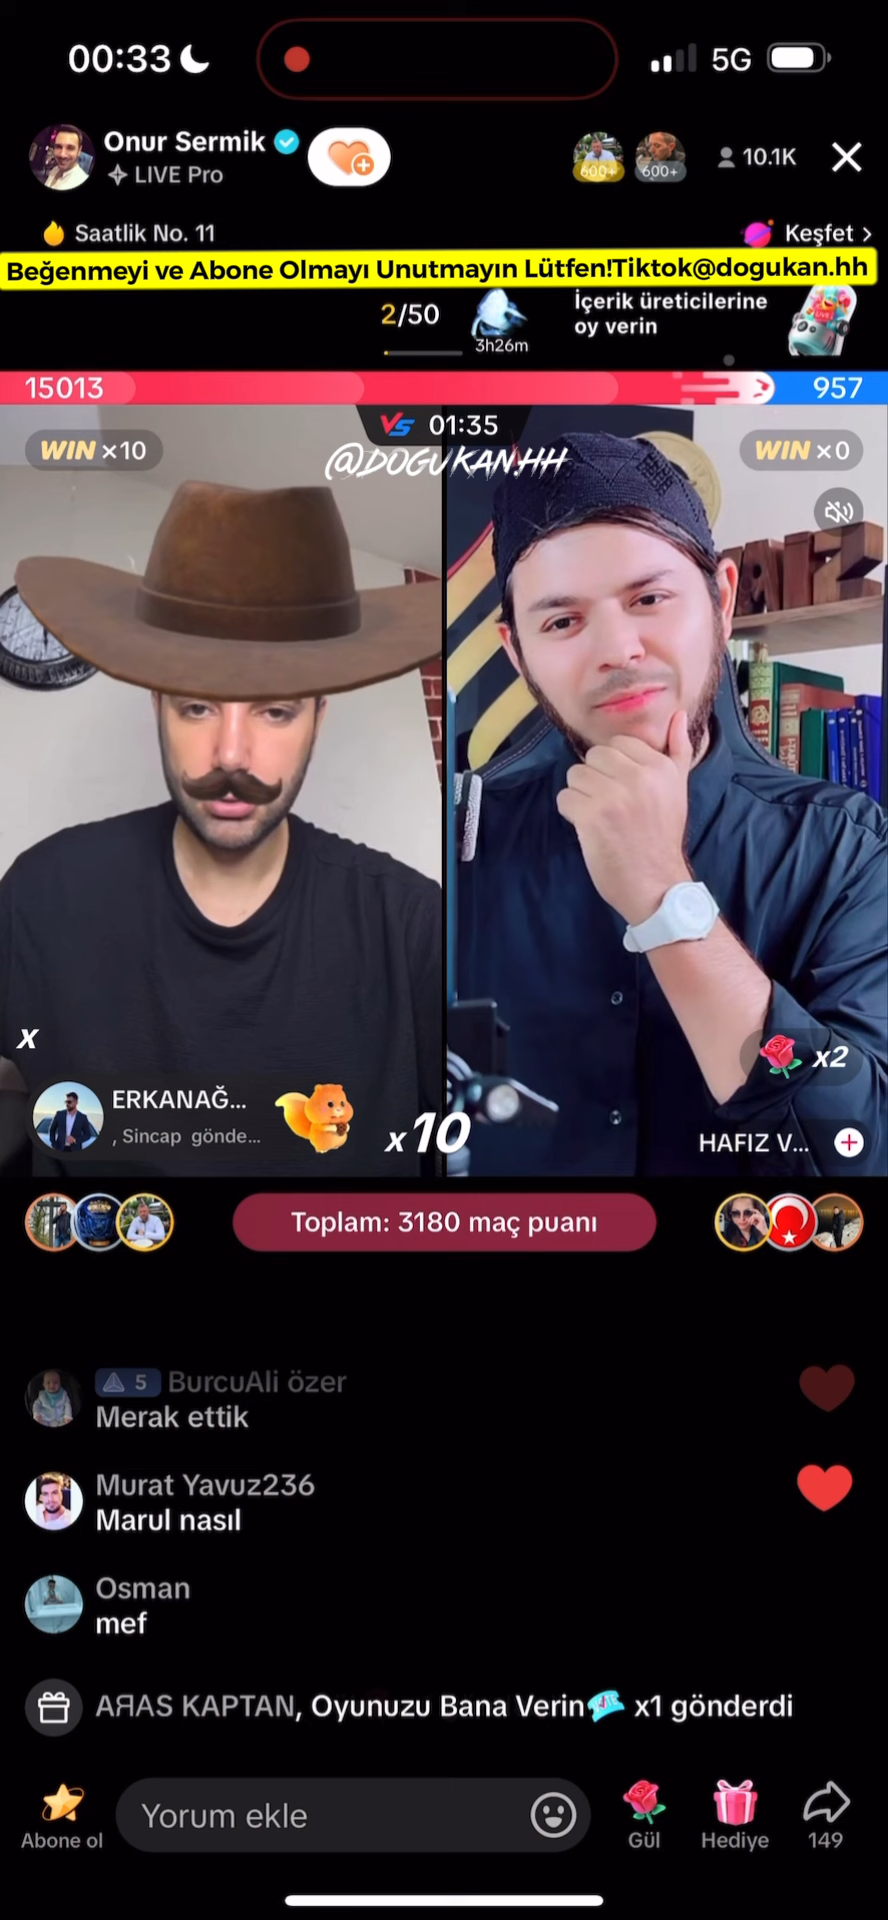 00:33
5G
Onur Sermik
LIVE Pro
600+
600+
10.1K
Saatlik No. 11
Keşfet
Beğenmeyi ve Abone Olmayı Unutmayın Lütfen!Tiktok@dogukan.hh
2/50
3h26m
İçerik üreticilerine
oy verin
15013
957
VS 01:35
WIN x10
WIN x0
@DOGUKAN.HH
AIZ
x
ERKANAĞ...
, Sincap gönde...
x10
x2
HAFIZ V...
Toplam: 3180 maç puanı
5 BurcuAli özer
Merak ettik
Murat Yavuz236
Marul nasıl
Osman
mef
AЯAS KAPTAN, Oyunuzu Bana Verin x1 gönderdi
Abone ol
Yorum ekle
Gül
Hediye
149